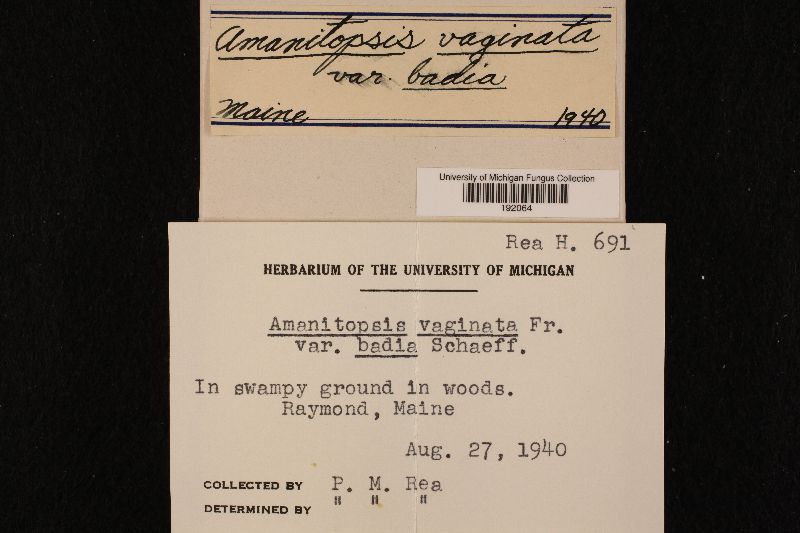 Amanitopsis vaginata
var. badia
Maine 1940
University of Michigan Fungus Collection
192064
Rea H. 691
HERBARIUM OF THE UNIVERSITY OF MICHIGAN
Amanitopsis vaginata Fr.
var. badia Schaeff.
In swampy ground in woods.
Raymond, Maine
Aug. 27, 1940
COLLECTED BY P. M. Rea
DETERMINED BY " " "